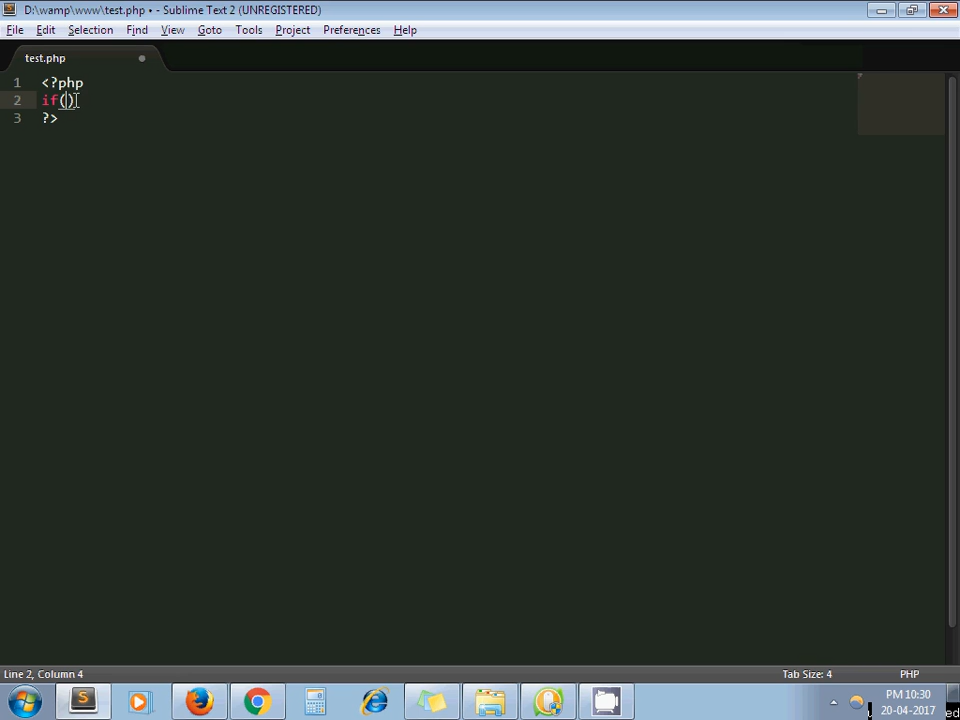 D:\wamp\www\test.php • - Sublime Text 2 (UNREGISTERED)
File Edit Selection Find View Goto Tools Project Preferences Help
test.php
1 <?php
2 if()
3 ?>
Line 2, Column 4 Tab Size: 4 PHP
PM 10:30
20-04-2017